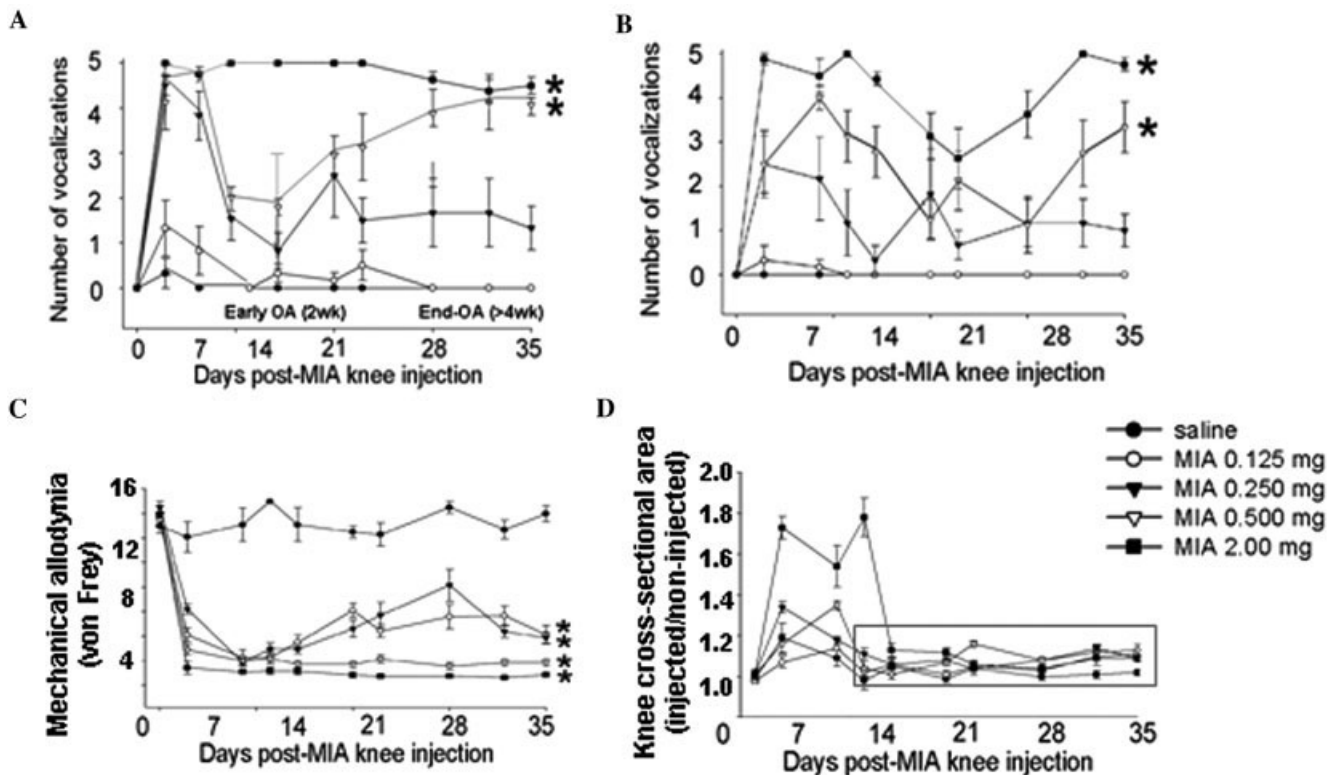 A
Number of vocalizations
5
4
3
2
1
0
*
*
Early OA (2wk) End-OA (>4wk)
0 7 14 21 28 35
Days post-MIA knee injection
B
Number of vocalizations
5
4
3
2
1
0
*
*
0 7 14 21 28 35
Days post-MIA knee injection
C
Mechanical allodynia
(von Frey)
16
12
8
4
*
*
*
*
0 7 14 21 28 35
Days post-MIA knee injection
D
Knee cross-sectional area
(injected/non-injected)
2.0
1.8
1.6
1.4
1.2
1.0
0 7 14 21 28 35
Days post-MIA knee injection
saline
MIA 0.125 mg
MIA 0.250 mg
MIA 0.500 mg
MIA 2.00 mg